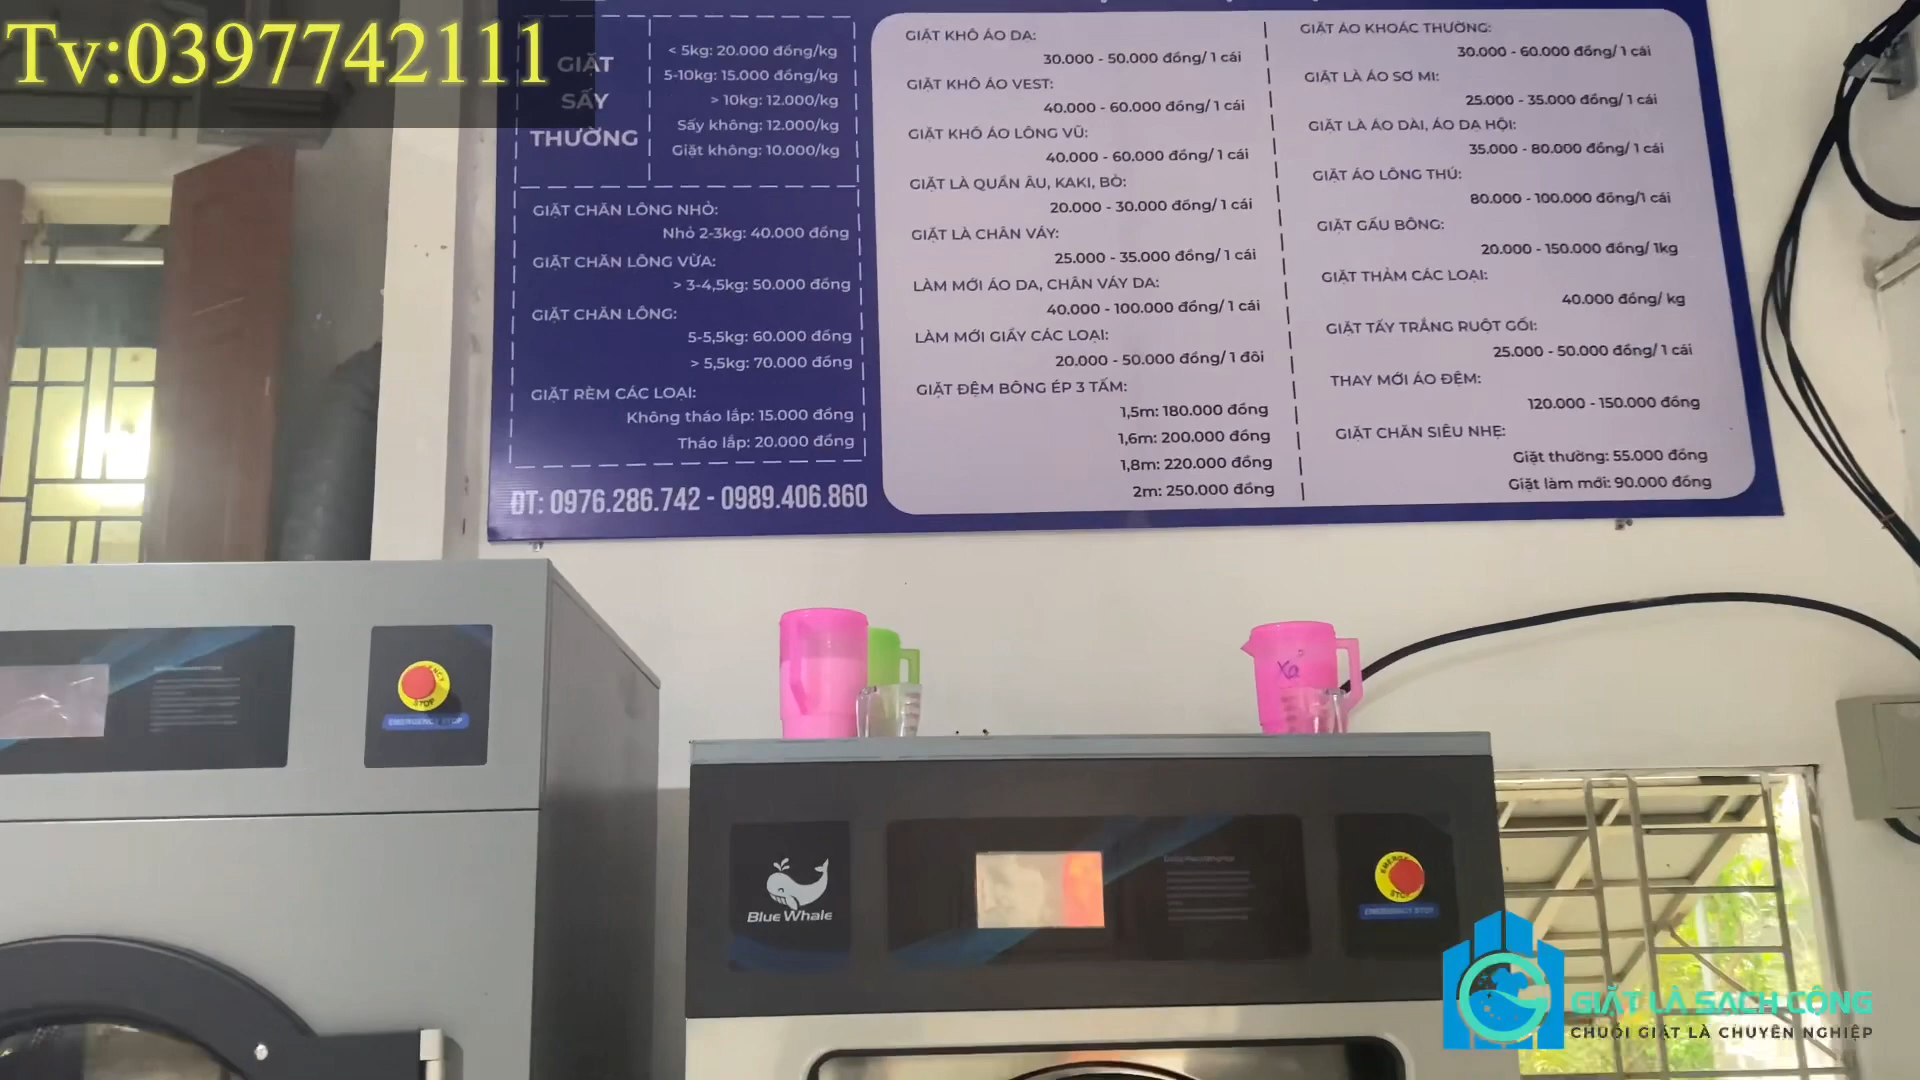 Tv:0397742111
GIẶT
SẤY
THƯỜNG
< 5kg: 20.000 đồng/kg
5-10kg: 15.000 đồng/kg
> 10kg: 12.000/kg
Sấy không: 12.000/kg
Giặt không: 10.000/kg
GIẶT CHĂN LÔNG NHỎ:
Nhỏ 2-3kg: 40.000 đồng
GIẶT CHĂN LÔNG VỪA:
> 3-4,5kg: 50.000 đồng
GIẶT CHĂN LÔNG:
5-5,5kg: 60.000 đồng
> 5,5kg: 70.000 đồng
GIẶT RÈM CÁC LOẠI:
Không tháo lắp: 15.000 đồng
Tháo lắp: 20.000 đồng
ĐT: 0976.286.742 - 0989.406.860
GIẶT KHÔ ÁO DA:
30.000 - 50.000 đồng/ 1 cái
GIẶT KHÔ ÁO VEST:
40.000 - 60.000 đồng/ 1 cái
GIẶT KHÔ ÁO LÔNG VŨ:
40.000 - 60.000 đồng/ 1 cái
GIẶT LÀ QUẦN ÂU, KAKI, BÒ:
20.000 - 30.000 đồng/ 1 cái
GIẶT LÀ CHÂN VÁY:
25.000 - 35.000 đồng/ 1 cái
LÀM MỚI ÁO DA, CHÂN VÁY DA:
40.000 - 100.000 đồng/ 1 cái
LÀM MỚI GIẦY CÁC LOẠI:
20.000 - 50.000 đồng/ 1 đôi
GIẶT ĐỆM BÔNG ÉP 3 TẤM:
1,5m: 180.000 đồng
1,6m: 200.000 đồng
1,8m: 220.000 đồng
2m: 250.000 đồng
GIẶT ÁO KHOÁC THƯỜNG:
30.000 - 60.000 đồng/ 1 cái
GIẶT LÀ ÁO SƠ MI:
25.000 - 35.000 đồng/ 1 cái
GIẶT LÀ ÁO DÀI, ÁO DẠ HỘI:
35.000 - 80.000 đồng/ 1 cái
GIẶT ÁO LÔNG THÚ:
80.000 - 100.000 đồng/1 cái
GIẶT GẤU BÔNG:
20.000 - 150.000 đồng/ 1kg
GIẶT THẢM CÁC LOẠI:
40.000 đồng/ kg
GIẶT TẨY TRẮNG RUỘT GỐI:
25.000 - 50.000 đồng/ 1 cái
THAY MỚI ÁO ĐỆM:
120.000 - 150.000 đồng
GIẶT CHĂN SIÊU NHẸ:
Giặt thường: 55.000 đồng
Giặt làm mới: 90.000 đồng
Xả
STOP
EMERGENCY STOP
Blue Whale
STOP
EMERGENCY STOP
GIẶT LÀ SẠCH CỘNG
CHUỖI GIẶT LÀ CHUYÊN NGHIỆP